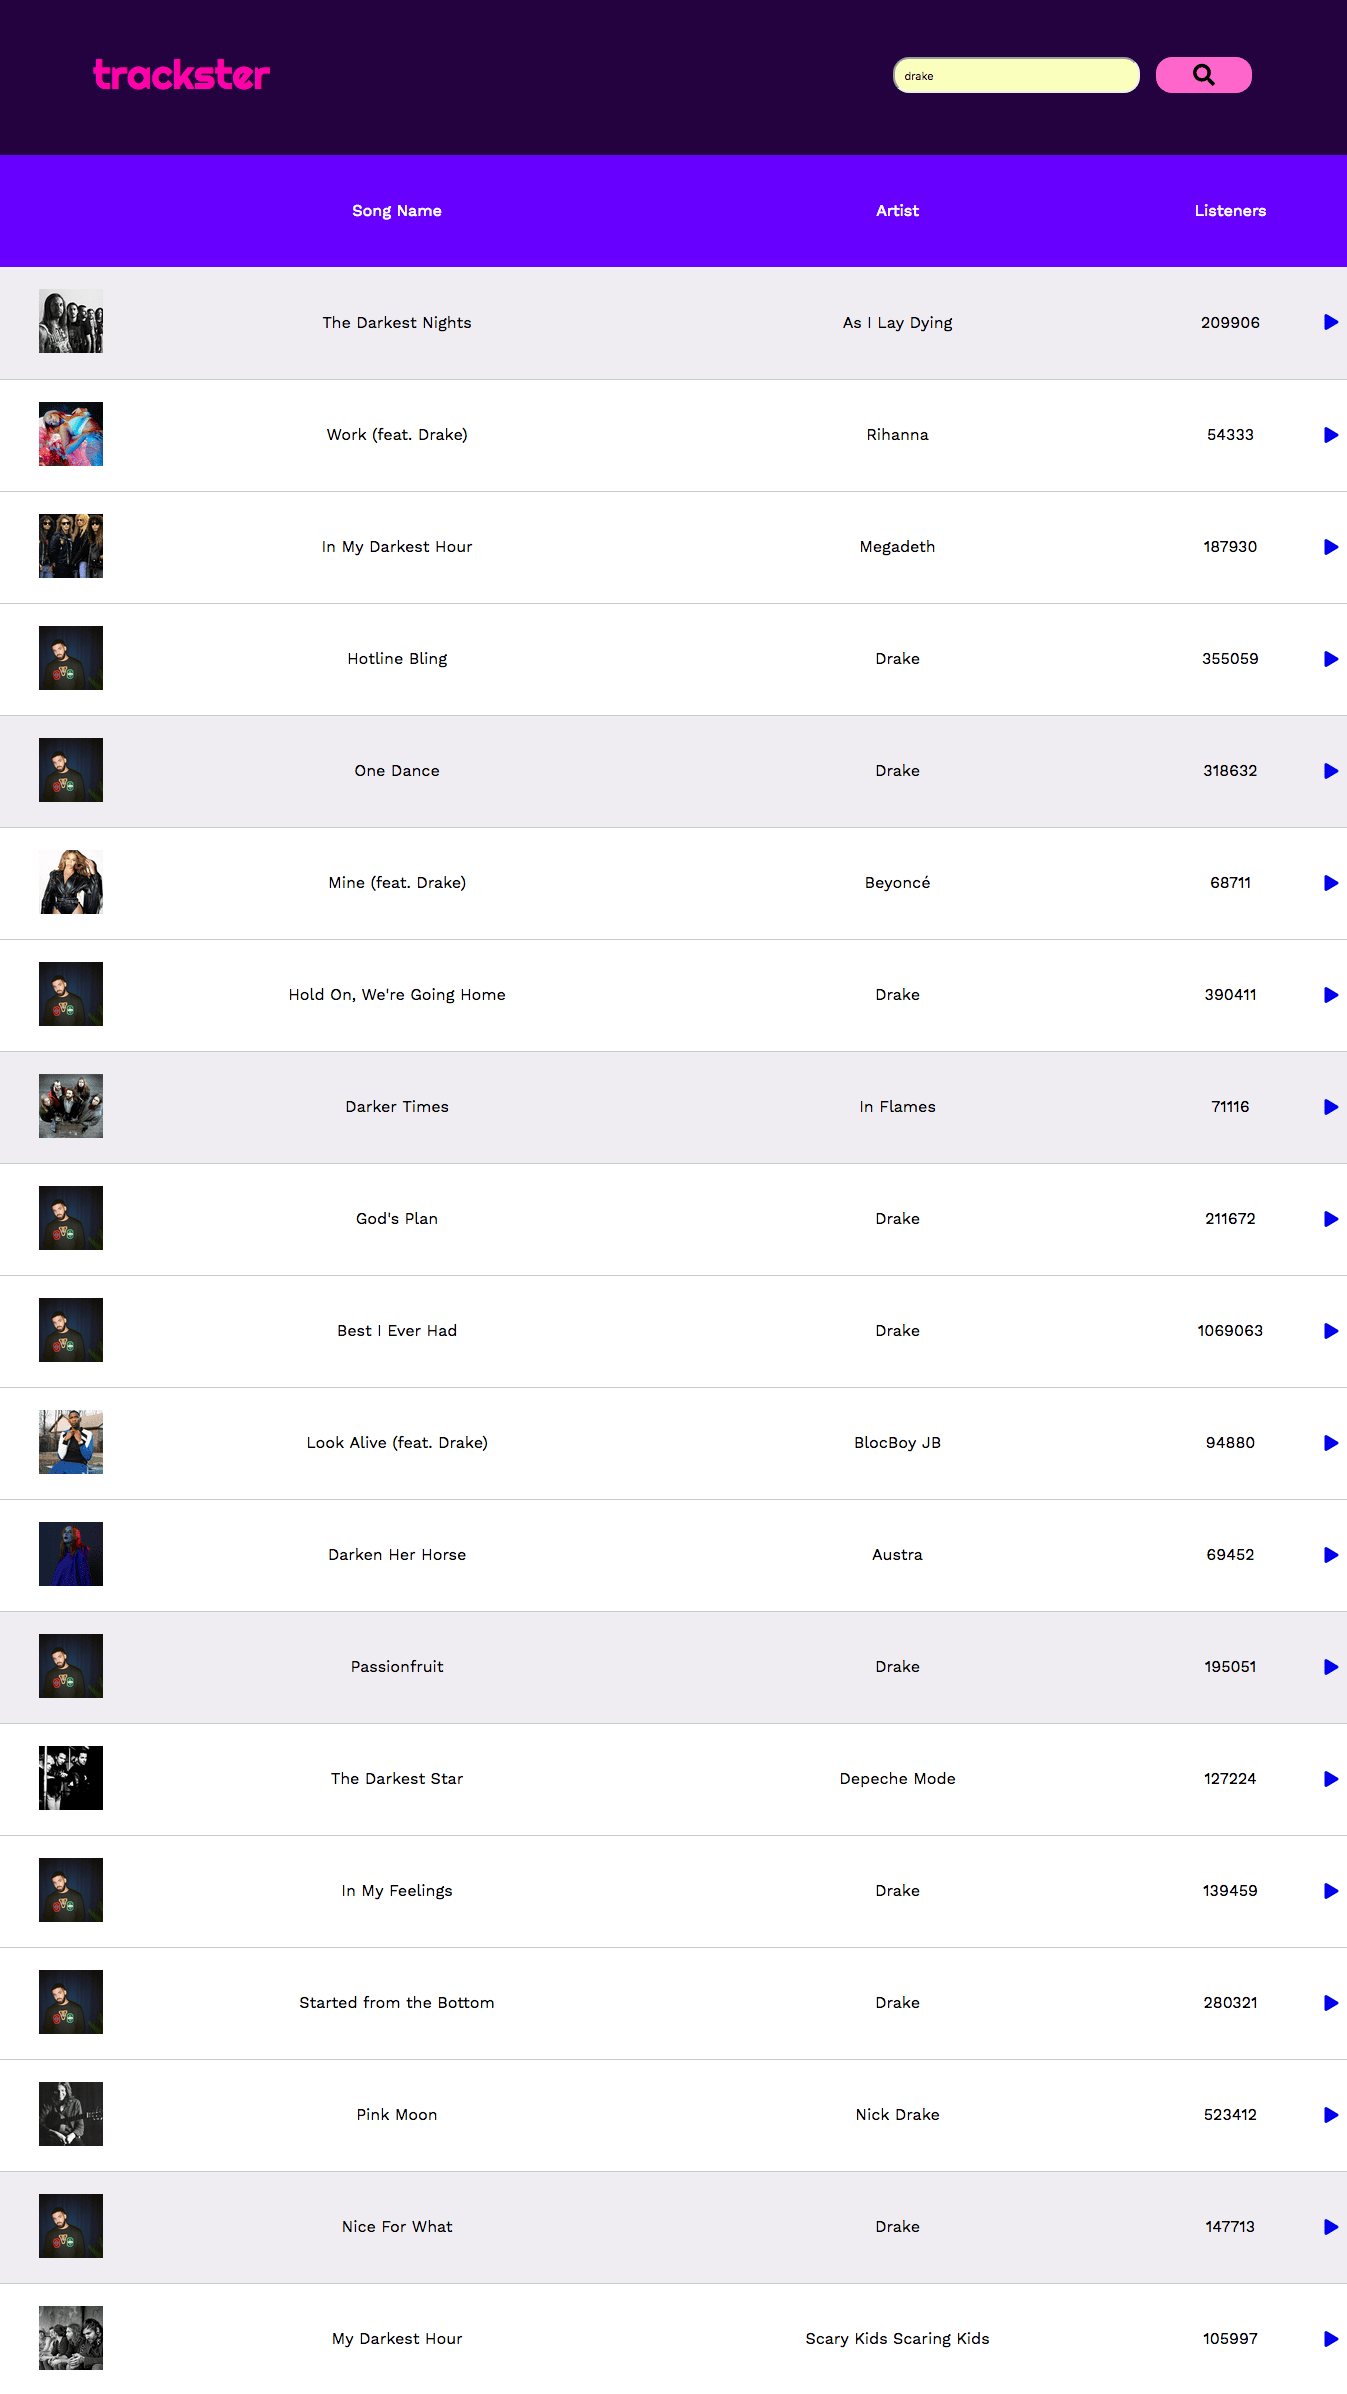 trackster
drake
Song Name Artist Listeners
The Darkest Nights As I Lay Dying 209906
Work (feat. Drake) Rihanna 54333
In My Darkest Hour Megadeth 187930
Hotline Bling Drake 355059
One Dance Drake 318632
Mine (feat. Drake) Beyoncé 68711
Hold On, We're Going Home Drake 390411
Darker Times In Flames 71116
God's Plan Drake 211672
Best I Ever Had Drake 1069063
Look Alive (feat. Drake) BlocBoy JB 94880
Darken Her Horse Austra 69452
Passionfruit Drake 195051
The Darkest Star Depeche Mode 127224
In My Feelings Drake 139459
Started from the Bottom Drake 280321
Pink Moon Nick Drake 523412
Nice For What Drake 147713
My Darkest Hour Scary Kids Scaring Kids 105997